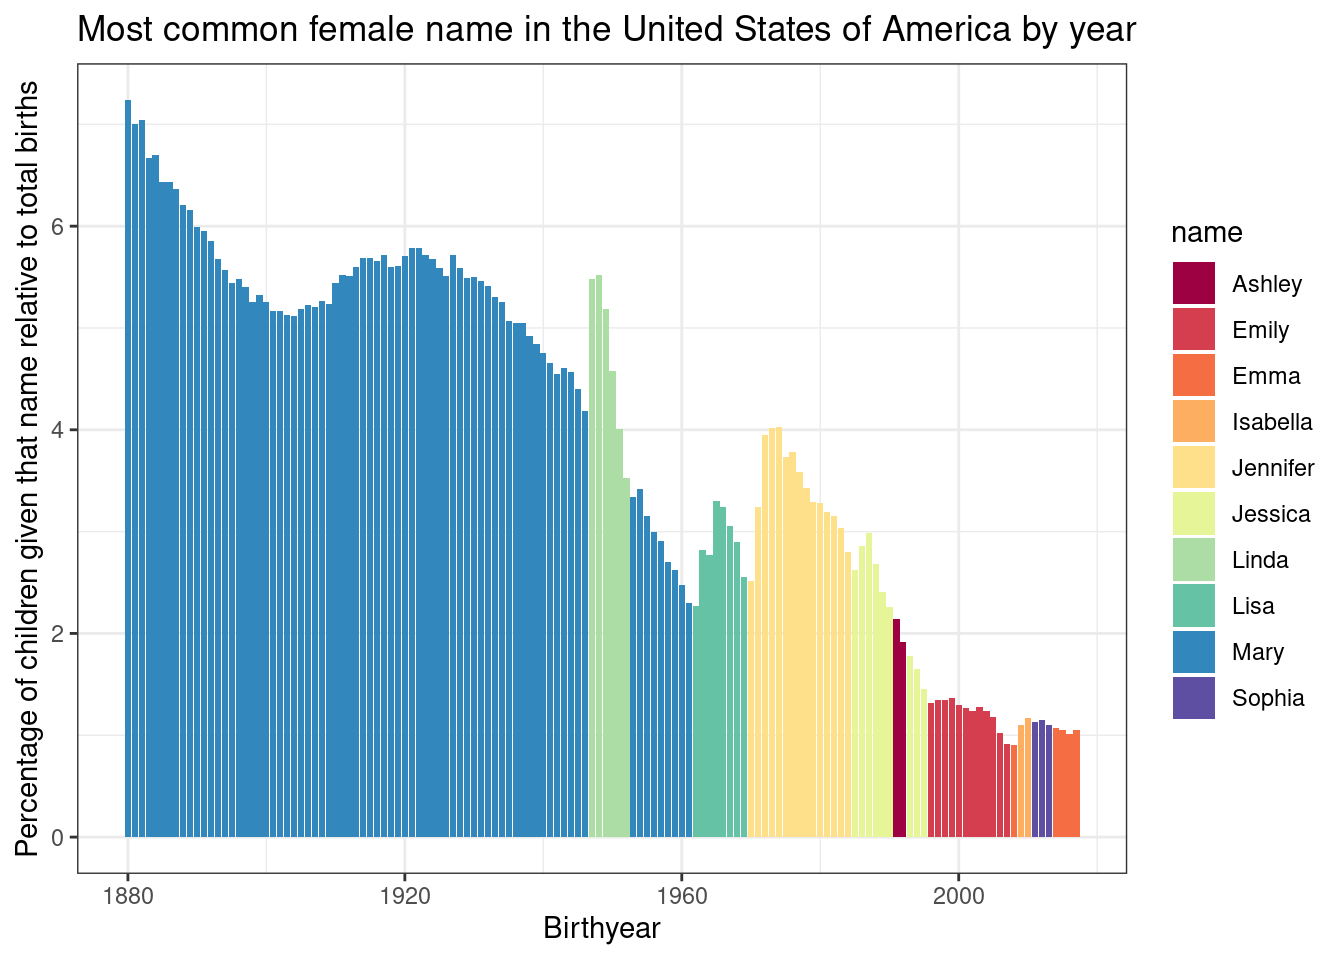 Most common female name in the United States of America by year
Percentage of children given that name relative to total births
6
4
2
0
1880
1920
1960
2000
Birthyear
name
Ashley
Emily
Emma
Isabella
Jennifer
Jessica
Linda
Lisa
Mary
Sophia